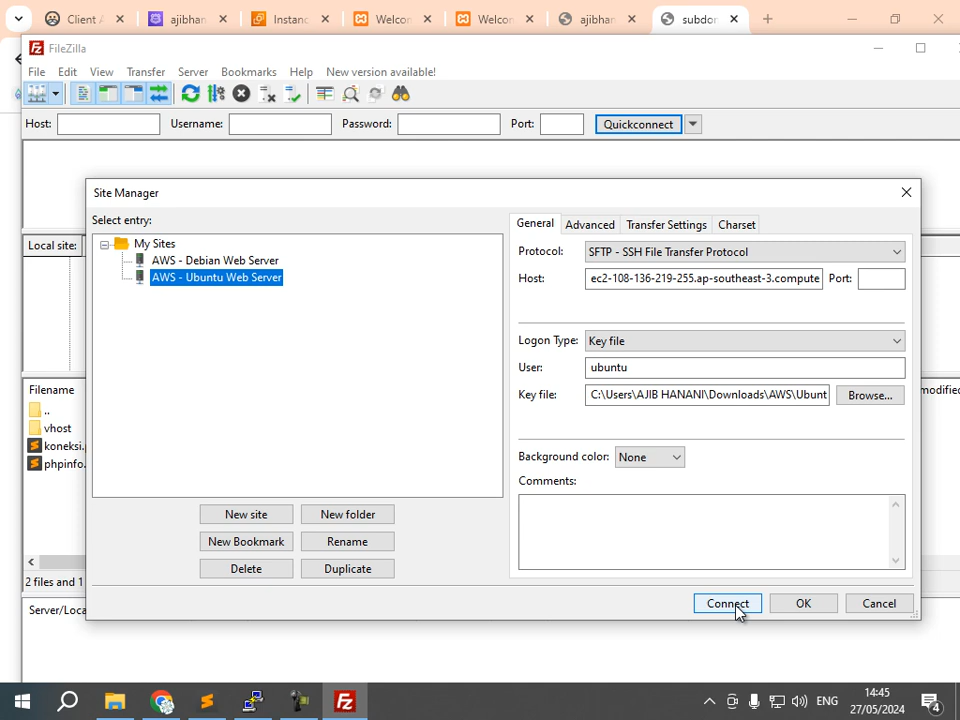 Client A
ajibhan
Instanc
Welcon
Welcon
ajibhan
subdor
FileZilla
File Edit View Transfer Server Bookmarks Help New version available!
Host: Username: Password: Port: Quickconnect
Site Manager
Select entry:
My Sites
AWS - Debian Web Server
AWS - Ubuntu Web Server
New site New folder
New Bookmark Rename
Delete Duplicate
General Advanced Transfer Settings Charset
Protocol: SFTP - SSH File Transfer Protocol
Host: ec2-108-136-219-255.ap-southeast-3.compute Port:
Logon Type: Key file
User: ubuntu
Key file: C:\Users\AJIB HANANI\Downloads\AWS\Ubunt Browse...
Background color: None
Comments:
Connect OK Cancel
Local site:
Filename
..
vhost
koneksi.p
phpinfo.
2 files and 1
Server/Loca
modified
ENG
14:45
27/05/2024
4